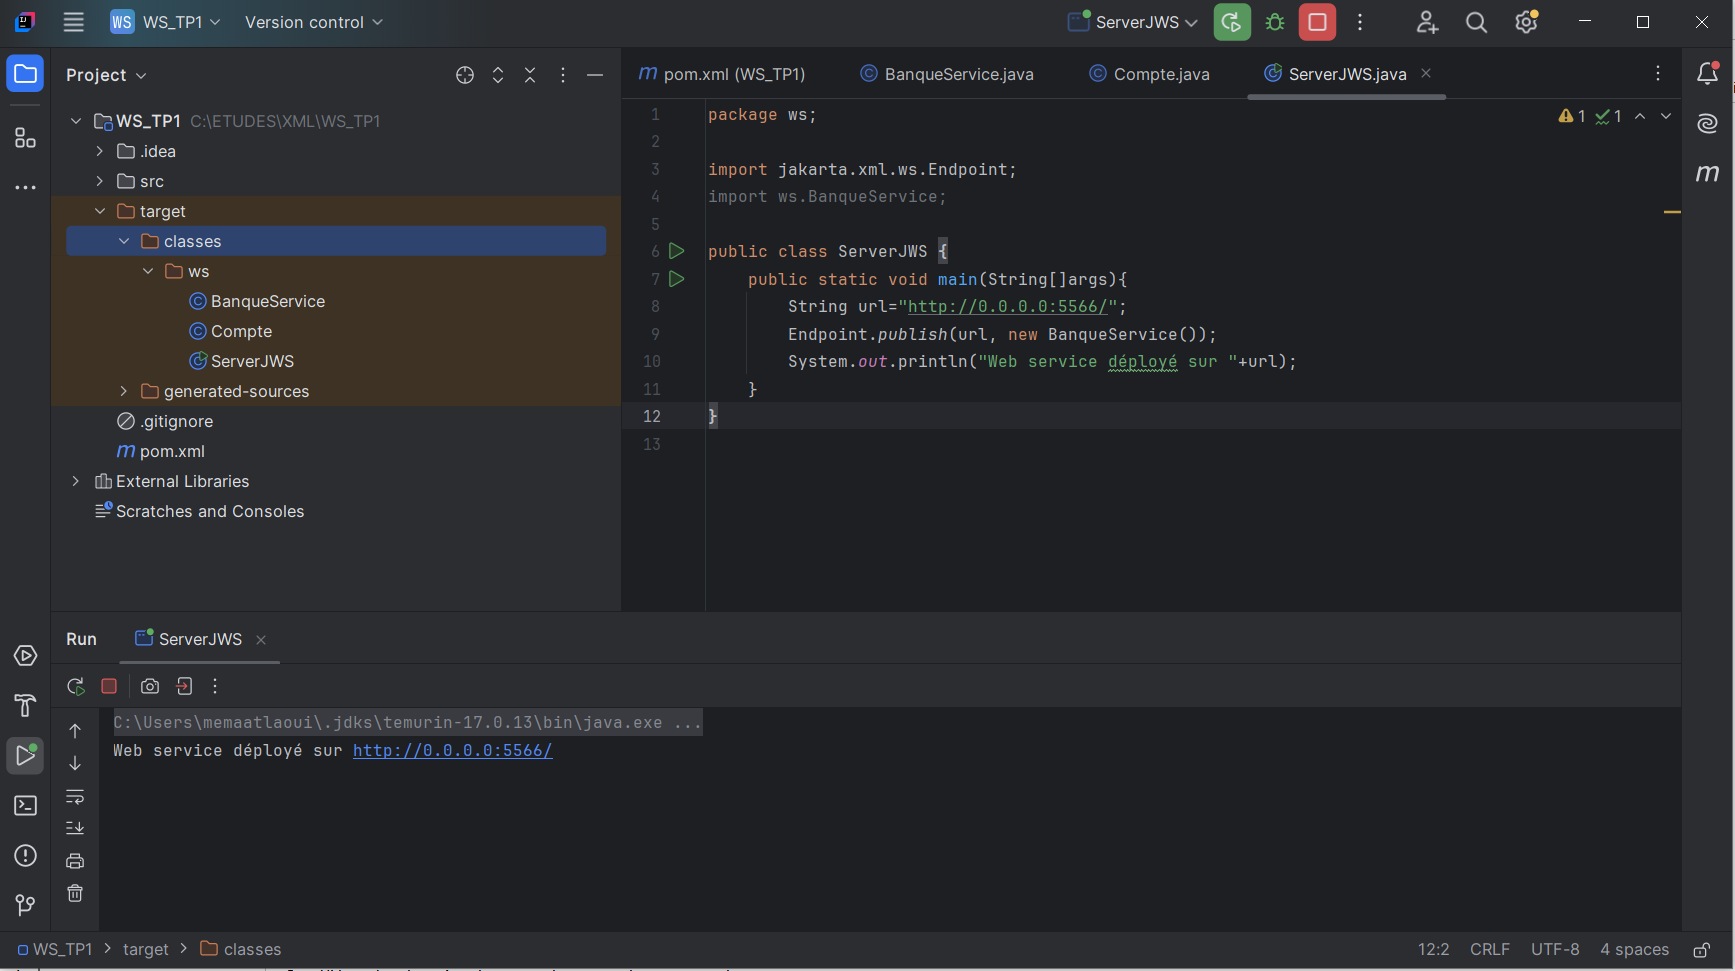 WS WS_TP1 Version control ServerJWS
Project
pom.xml (WS_TP1) BanqueService.java Compte.java ServerJWS.java
WS_TP1 C:\ETUDES\XML\WS_TP1
.idea
src
target
classes
ws
BanqueService
Compte
ServerJWS
generated-sources
.gitignore
pom.xml
External Libraries
Scratches and Consoles
1 package ws;
2
3 import jakarta.xml.ws.Endpoint;
4 import ws.BanqueService;
5
6 public class ServerJWS {
7 public static void main(String[]args){
8 String url="http://0.0.0.0:5566/";
9 Endpoint.publish(url, new BanqueService());
10 System.out.println("Web service déployé sur "+url);
11 }
12 }
13
1 1
Run ServerJWS
C:\Users\memaatlaoui\.jdks\temurin-17.0.13\bin\java.exe ...
Web service déployé sur http://0.0.0.0:5566/
WS_TP1 > target > classes
12:2 CRLF UTF-8 4 spaces